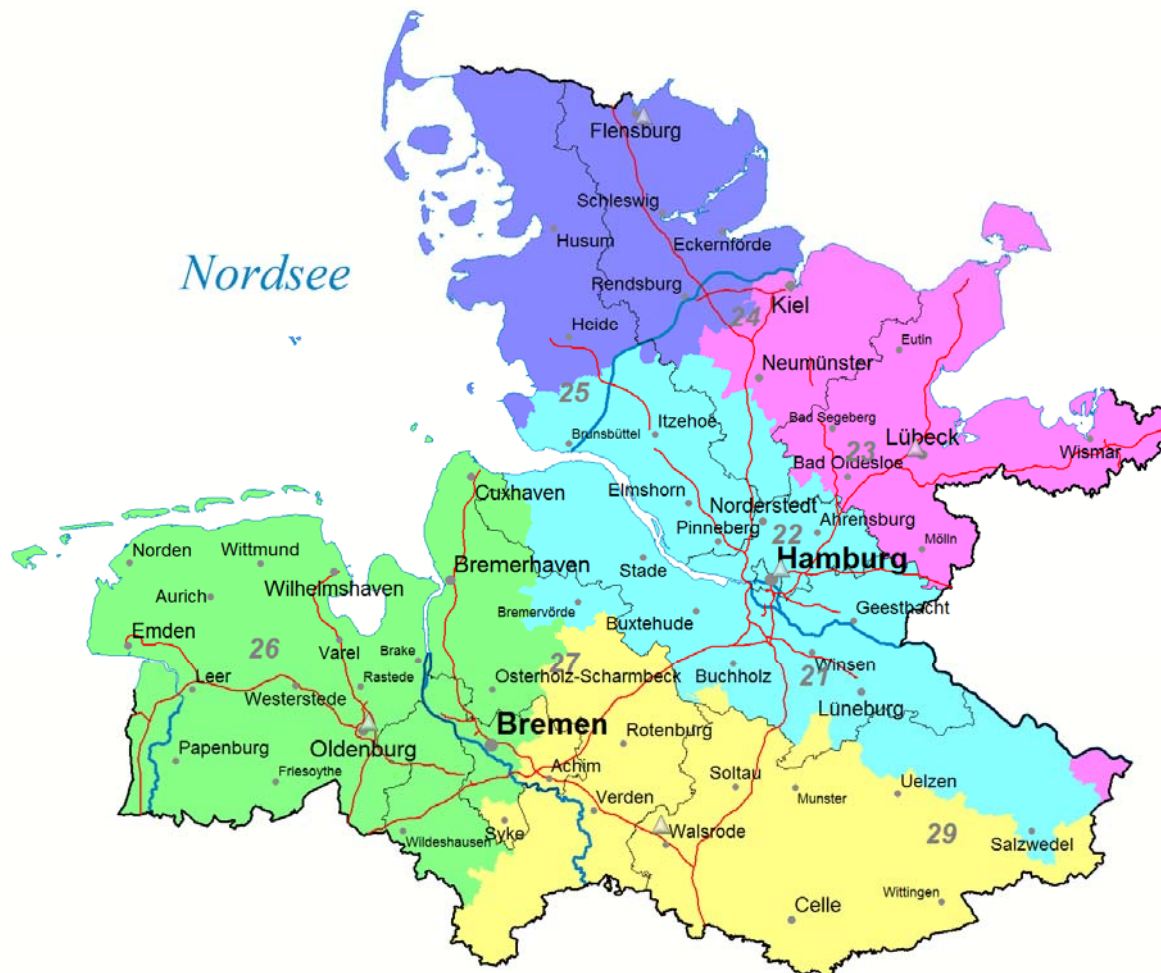 Flensburg
Schleswig
Husum
Eckernförde
Nordsee
Rendsburg
Kiel
24
Heide
Eutin
Neumünster
25
Bad Segeberg
Brunsbüttel
Itzehoe
Lübeck
23
Wismar
Bad Oldesloe
Cuxhaven
Elmshorn
Norderstedt
Pinneberg
22
Ahrensburg
Mölln
Norden
Wittmund
Bremerhaven
Hamburg
Wilhelmshaven
Stade
Aurich
Bremervörde
Buxtehude
Geesthacht
Emden
26
Varel
Brake
27
Winsen
Leer
Westerstede
Rastede
Osterholz-Scharmbeck
Buchholz
21
Lüneburg
Bremen
Oldenburg
Rotenburg
Papenburg
Friesoythe
Achim
Soltau
Munster
Uelzen
Verden
Wildeshausen
Syke
Walsrode
29
Salzwedel
Celle
Wittingen